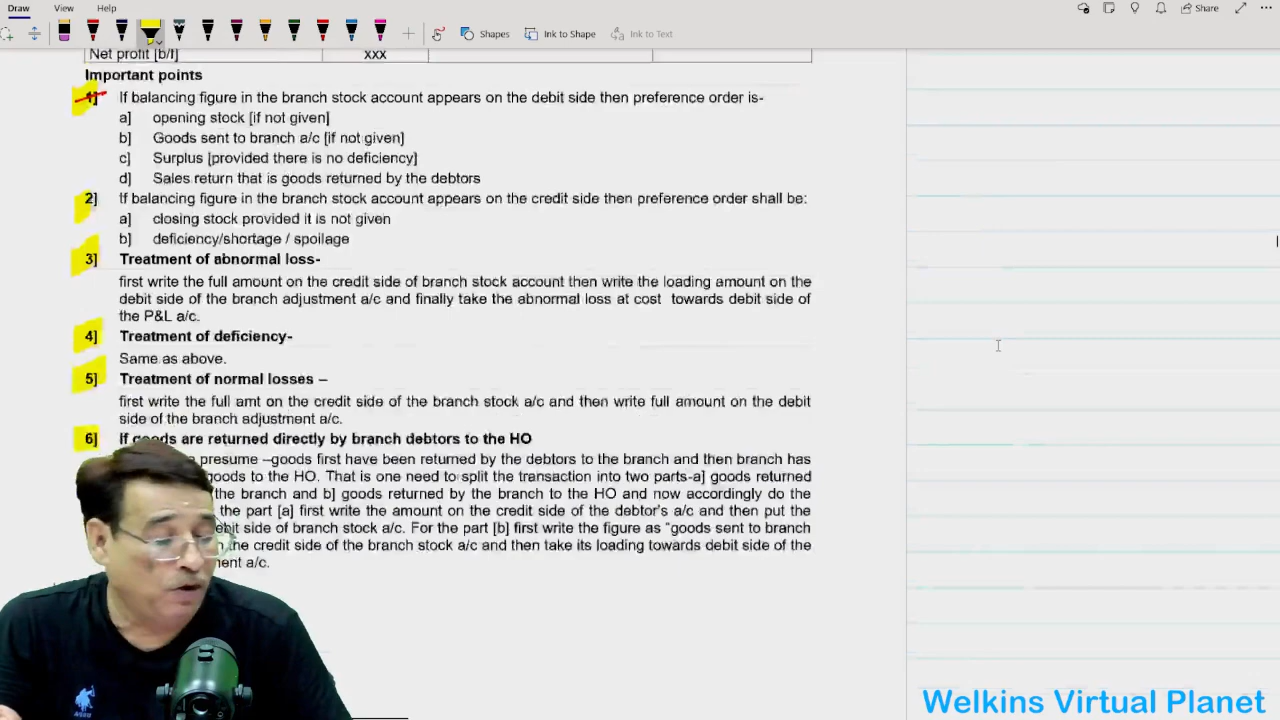 Draw View Help
Share
Shapes Ink to Shape Ink to Text
Net profit [b/f] xxx
Important points
1] If balancing figure in the branch stock account appears on the debit side then preference order is-
a] opening stock [if not given]
b] Goods sent to branch a/c [if not given]
c] Surplus [provided there is no deficiency]
d] Sales return that is goods returned by the debtors
2] If balancing figure in the branch stock account appears on the credit side then preference order shall be:
a] closing stock provided it is not given
b] deficiency/shortage / spoilage
3] Treatment of abnormal loss-
first write the full amount on the credit side of branch stock account then write the loading amount on the
debit side of the branch adjustment a/c and finally take the abnormal loss at cost towards debit side of
the P&L a/c.
4] Treatment of deficiency-
Same as above.
5] Treatment of normal losses –
first write the full amt on the credit side of the branch stock a/c and then write full amount on the debit
side of the branch adjustment a/c.
6] If goods are returned directly by branch debtors to the HO
presume –goods first have been returned by the debtors to the branch and then branch has
goods to the HO. That is one need to split the transaction into two parts-a] goods returned
the branch and b] goods returned by the branch to the HO and now accordingly do the
the part [a] first write the amount on the credit side of the debtor's a/c and then put the
side of branch stock a/c. For the part [b] first write the figure as "goods sent to branch
the credit side of the branch stock a/c and then take its loading towards debit side of the
a/c.
Welkins Virtual Planet